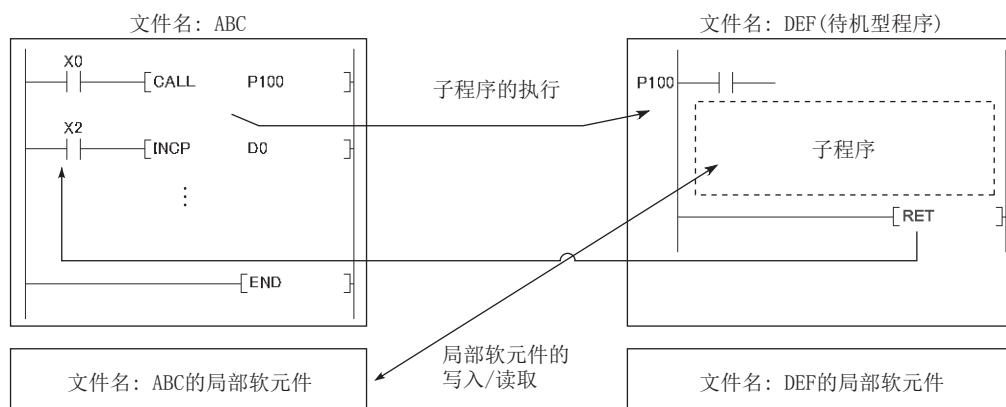 文件名: ABC
X0
[CALL P100 ]
X2
[INCP D0 ]
⋮
[END ]
子程序的执行
文件名: DEF(待机型程序)
P100
子程序
[RET ]
文件名: ABC的局部软元件
局部软元件的
写入/读取
文件名: DEF的局部软元件